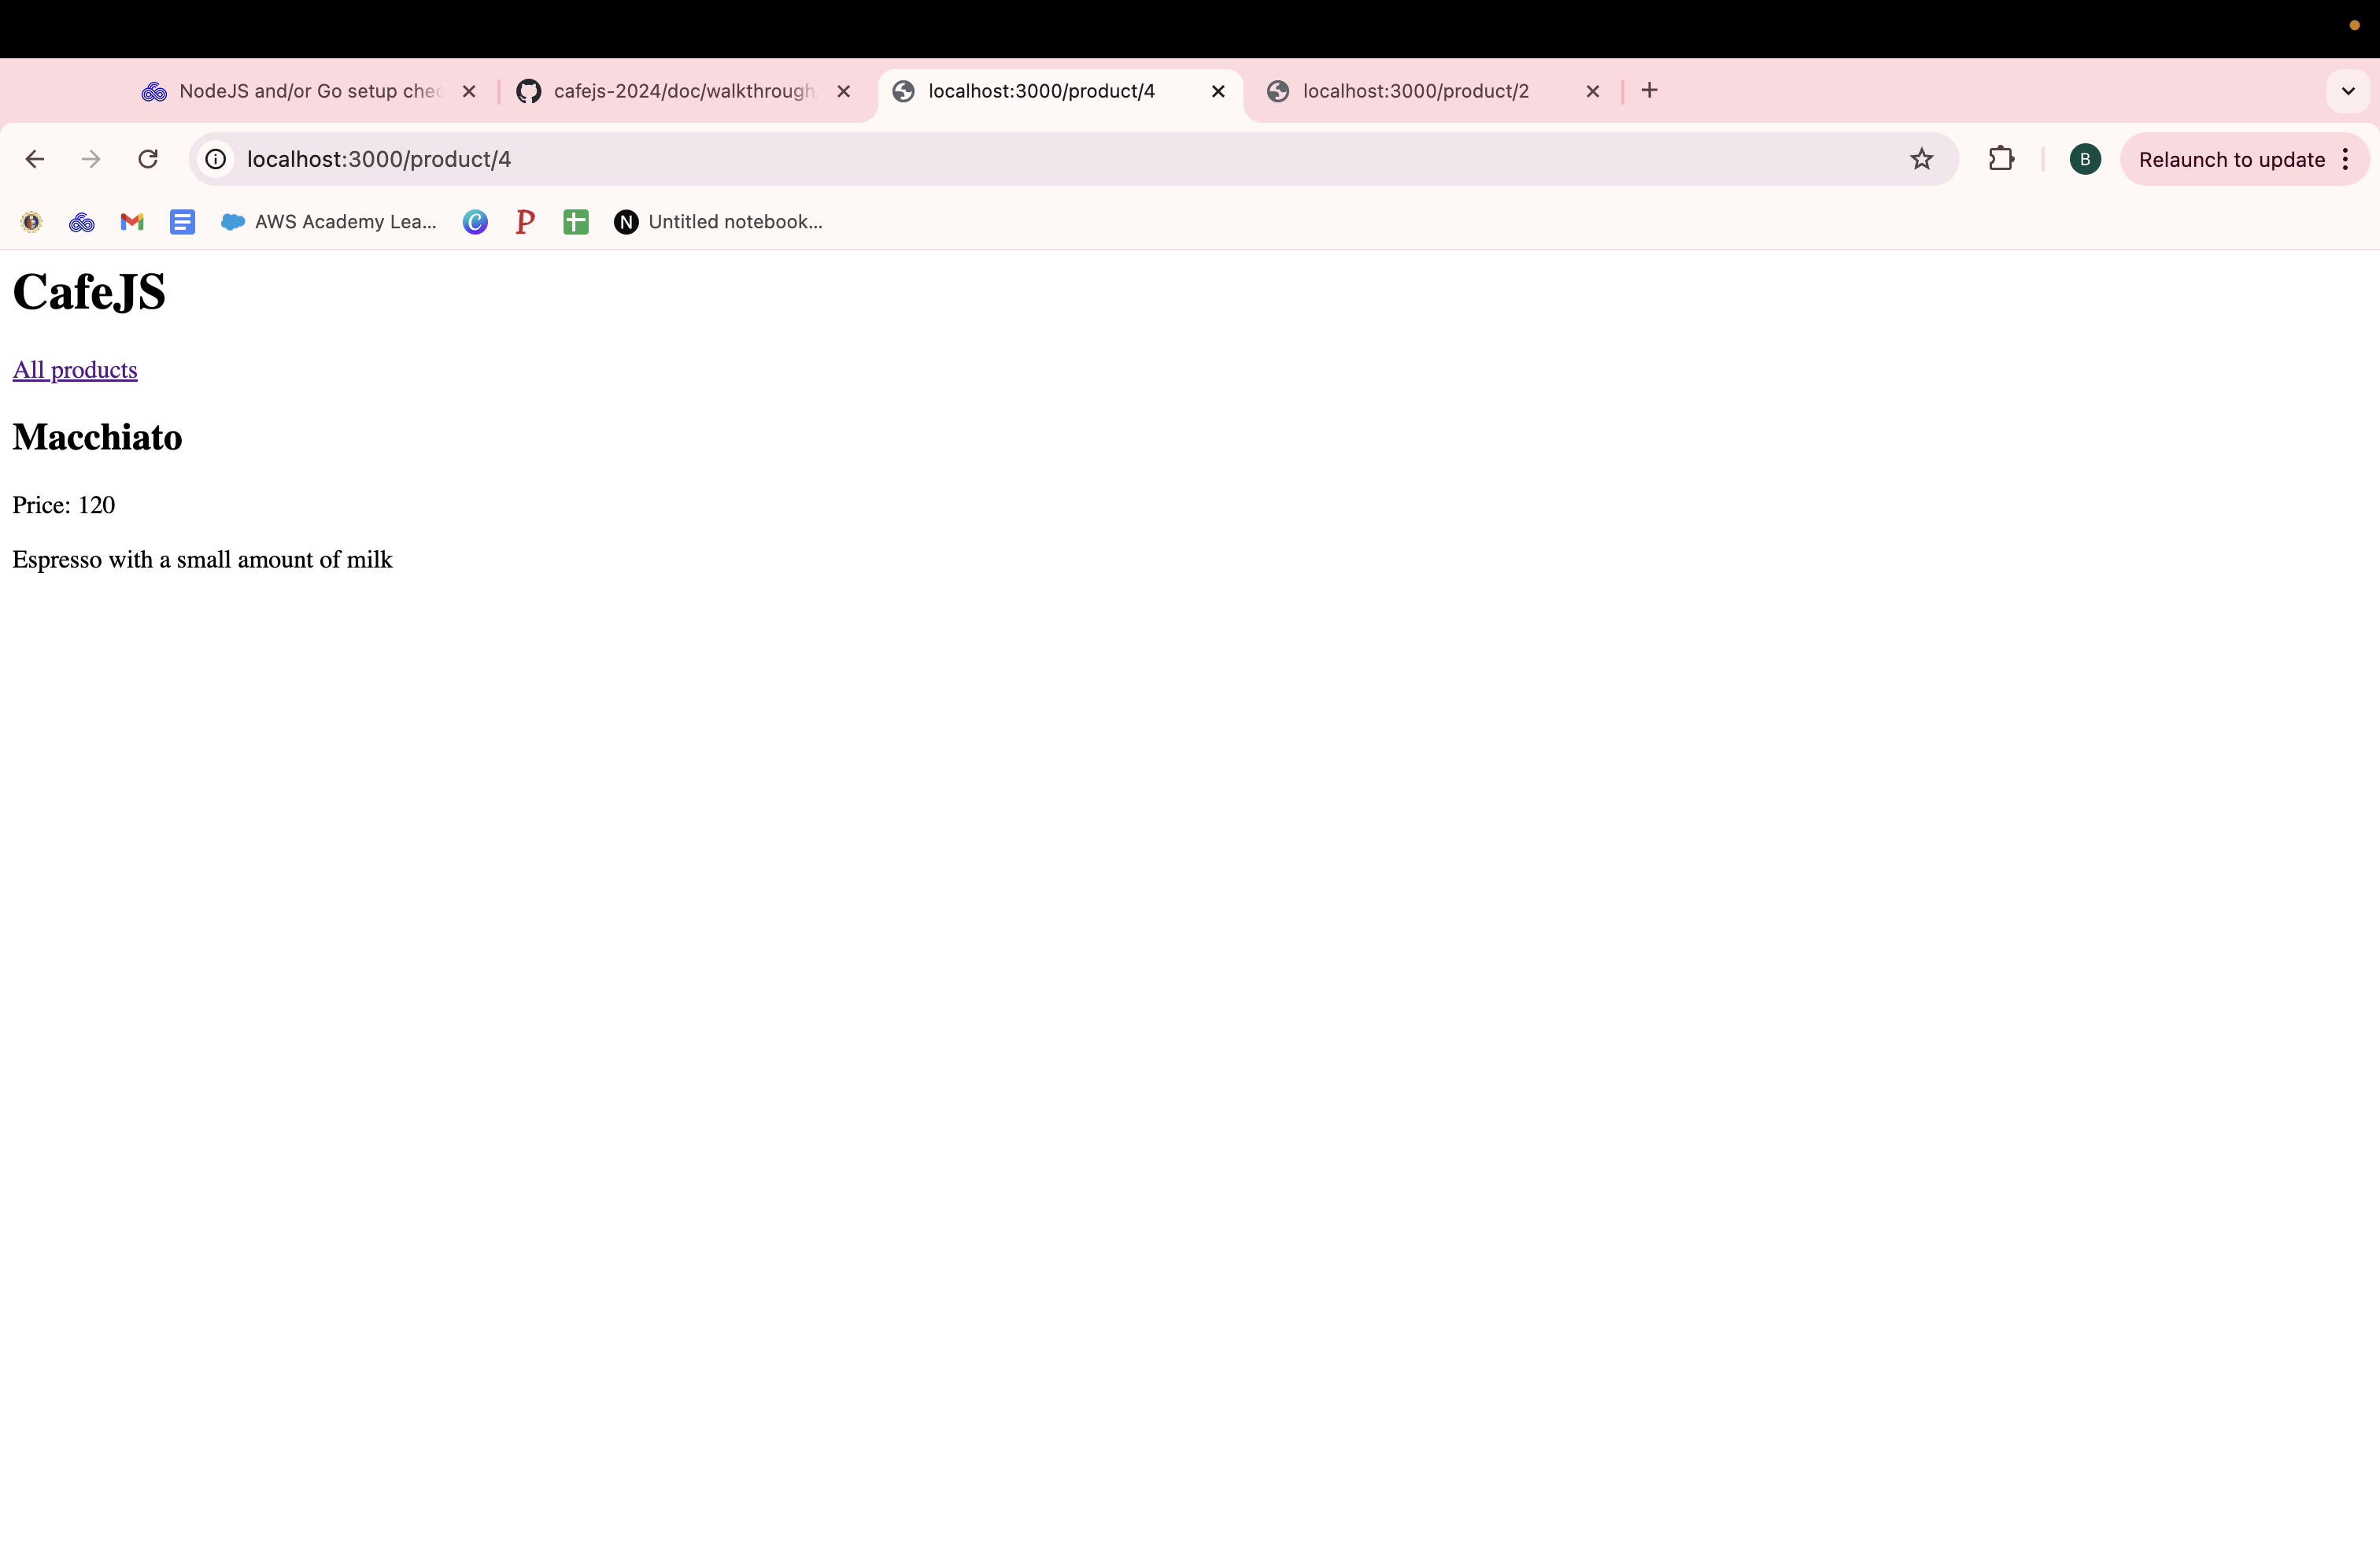 NodeJS and/or Go setup chec
cafejs-2024/doc/walkthrough
localhost:3000/product/4
localhost:3000/product/2
localhost:3000/product/4
B
Relaunch to update
AWS Academy Lea...
C
P
N
Untitled notebook...
CafeJS
All products
Macchiato
Price: 120
Espresso with a small amount of milk